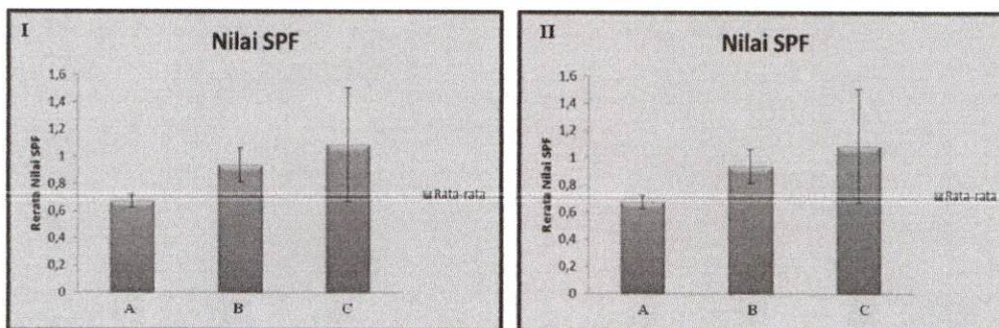 I
Nilai SPF
Rerata Nilai SPF
1,6
1,4
1,2
1
0,8
0,6
0,4
0,2
0
A B C
Rata-rata
II
Nilai SPF
Rerata Nilai SPF
1,6
1,4
1,2
1
0,8
0,6
0,4
0,2
0
A B C
Rata-rata